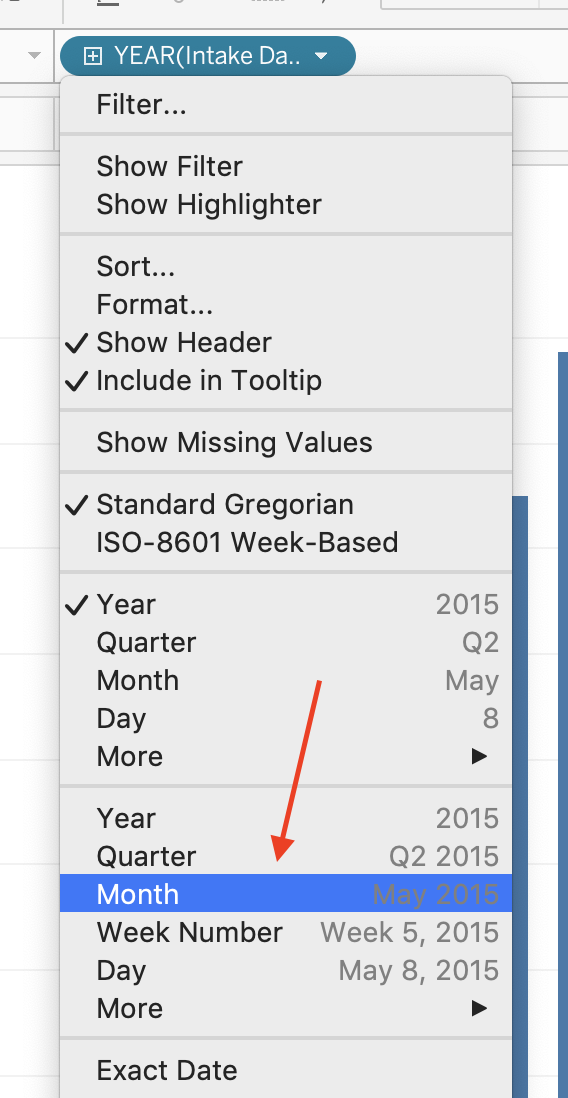 YEAR(Intake Da..
Filter...
Show Filter
Show Highlighter
Sort...
Format...
Show Header
Include in Tooltip
Show Missing Values
Standard Gregorian
ISO-8601 Week-Based
Year 2015
Quarter Q2
Month May
Day 8
More
Year 2015
Quarter Q2 2015
Month May 2015
Week Number Week 5, 2015
Day May 8, 2015
More
Exact Date